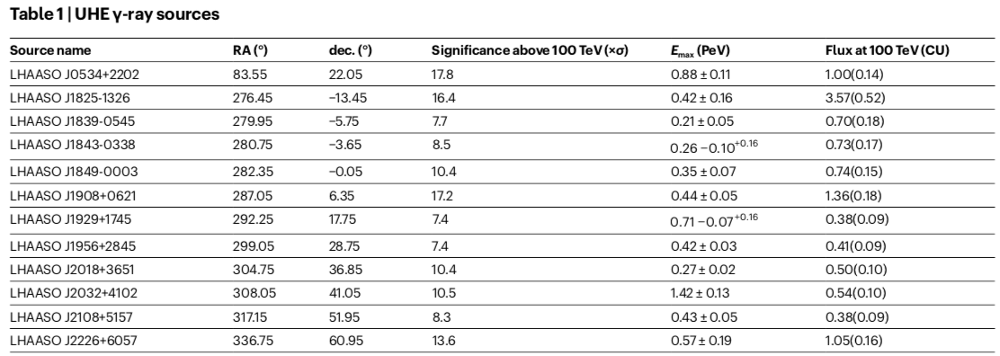 Table 1 | UHE γ-ray sources
Source name RA (°) dec. (°) Significance above 100 TeV (×σ) Emax (PeV) Flux at 100 TeV (CU)
LHAASO J0534+2202 83.55 22.05 17.8 0.88 ± 0.11 1.00(0.14)
LHAASO J1825-1326 276.45 −13.45 16.4 0.42 ± 0.16 3.57(0.52)
LHAASO J1839-0545 279.95 −5.75 7.7 0.21 ± 0.05 0.70(0.18)
LHAASO J1843-0338 280.75 −3.65 8.5 0.26 −0.10+0.16 0.73(0.17)
LHAASO J1849-0003 282.35 −0.05 10.4 0.35 ± 0.07 0.74(0.15)
LHAASO J1908+0621 287.05 6.35 17.2 0.44 ± 0.05 1.36(0.18)
LHAASO J1929+1745 292.25 17.75 7.4 0.71 −0.07+0.16 0.38(0.09)
LHAASO J1956+2845 299.05 28.75 7.4 0.42 ± 0.03 0.41(0.09)
LHAASO J2018+3651 304.75 36.85 10.4 0.27 ± 0.02 0.50(0.10)
LHAASO J2032+4102 308.05 41.05 10.5 1.42 ± 0.13 0.54(0.10)
LHAASO J2108+5157 317.15 51.95 8.3 0.43 ± 0.05 0.38(0.09)
LHAASO J2226+6057 336.75 60.95 13.6 0.57 ± 0.19 1.05(0.16)